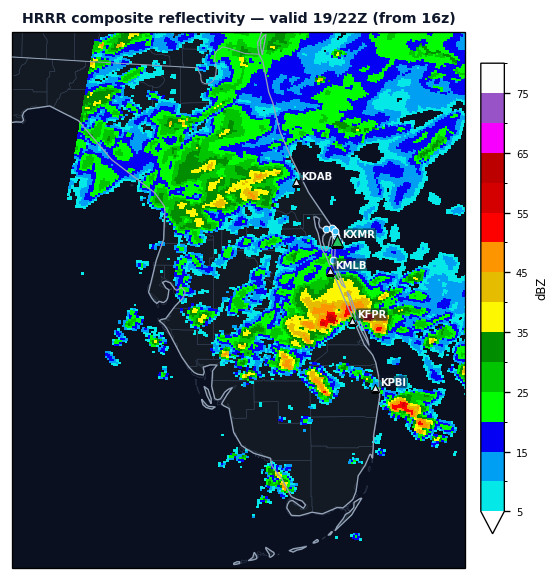 HRRR composite reflectivity — valid 19/22Z (from 16z)
75
65
55
45
35
25
15
5
dBZ
KDAB
KXMR
KMLB
KFPR
KPBI